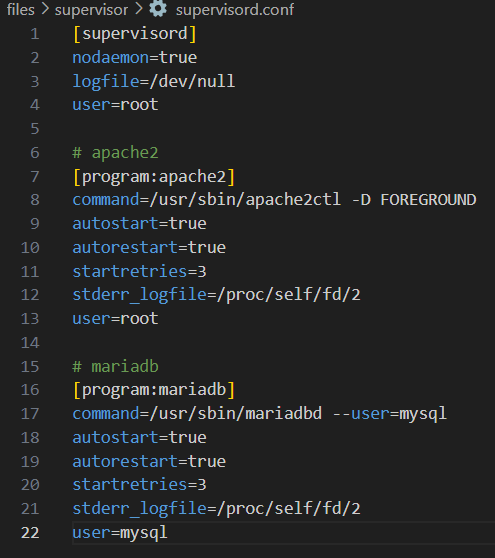 files > supervisor > supervisord.conf
1 [supervisord]
2 nodaemon=true
3 logfile=/dev/null
4 user=root
5
6 # apache2
7 [program:apache2]
8 command=/usr/sbin/apache2ctl -D FOREGROUND
9 autostart=true
10 autorestart=true
11 startretries=3
12 stderr_logfile=/proc/self/fd/2
13 user=root
14
15 # mariadb
16 [program:mariadb]
17 command=/usr/sbin/mariadbd --user=mysql
18 autostart=true
19 autorestart=true
20 startretries=3
21 stderr_logfile=/proc/self/fd/2
22 user=mysql